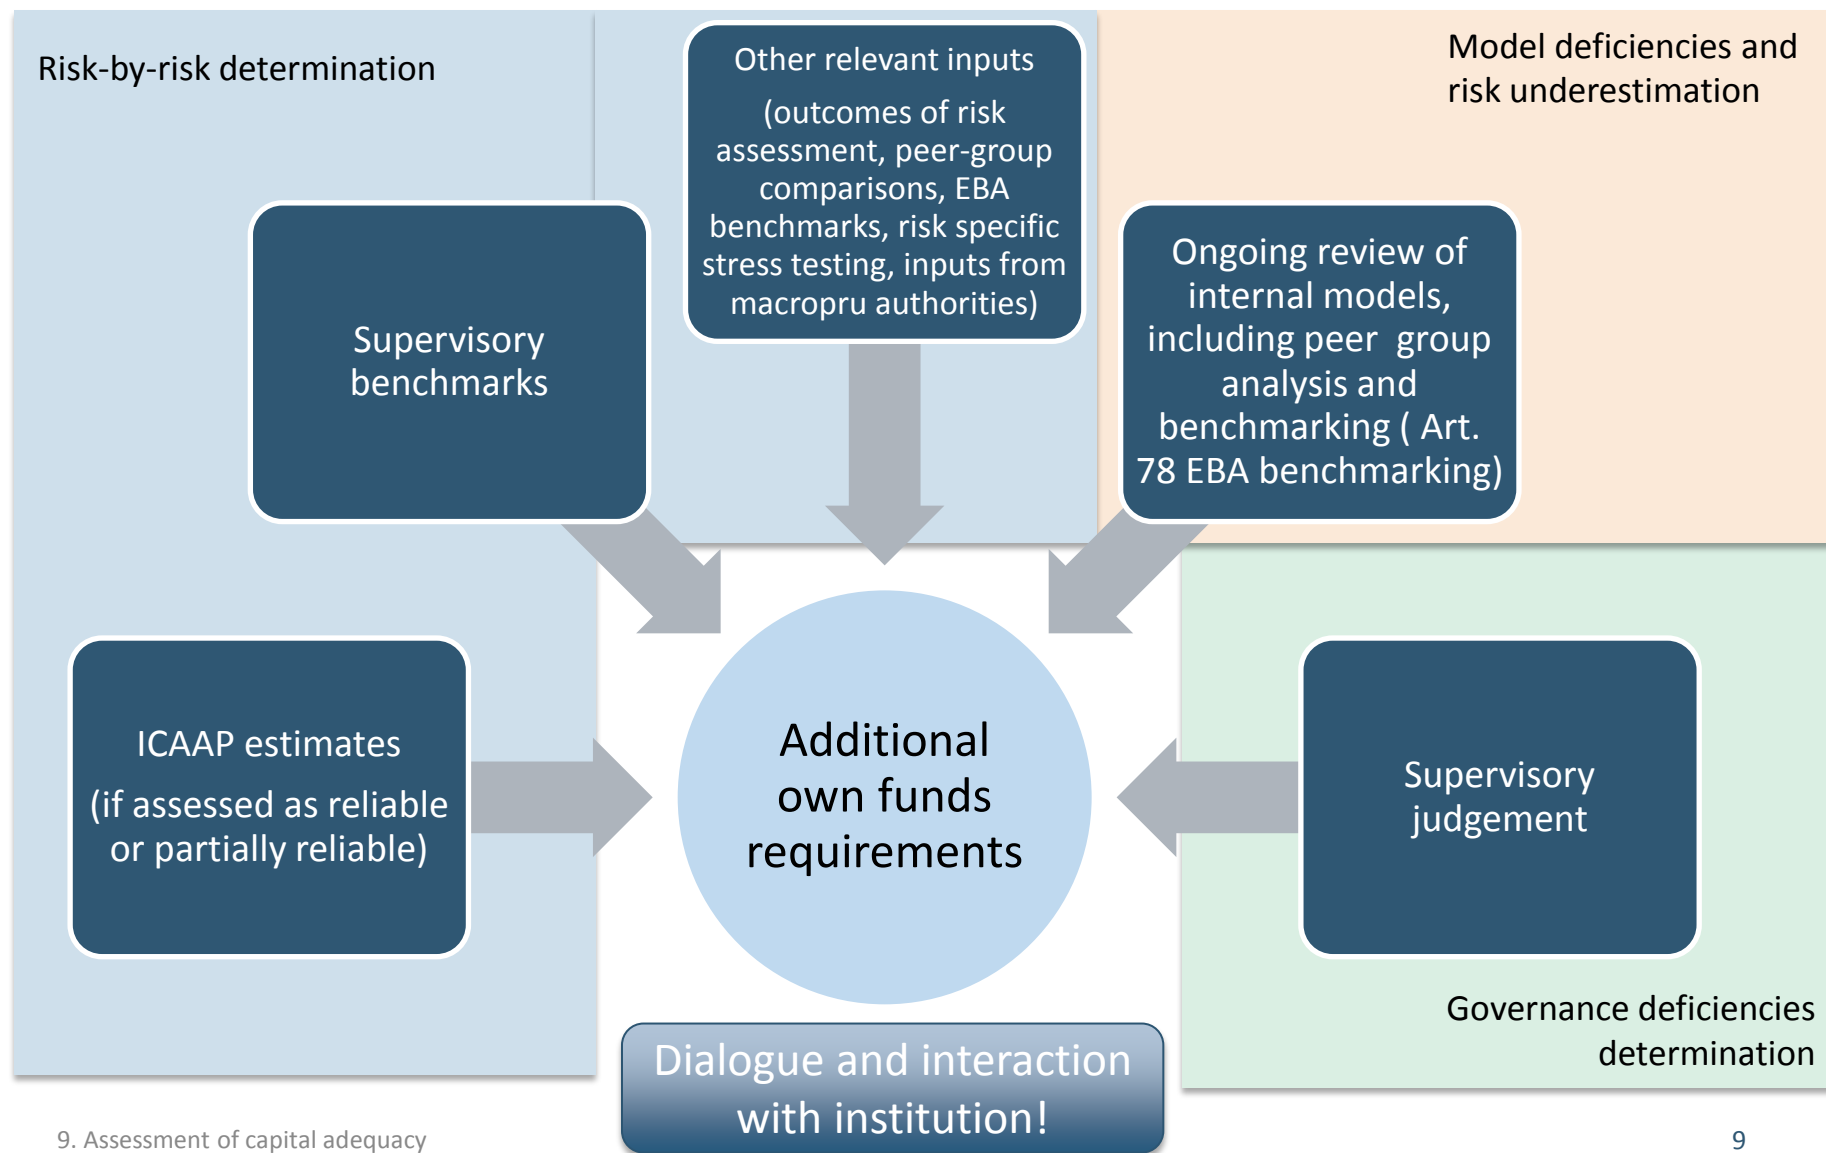 Risk-by-risk determination
Other relevant inputs
(outcomes of risk
assessment, peer-group
comparisons, EBA
benchmarks, risk specific
stress testing, inputs from
macropru authorities)
Model deficiencies and
risk underestimation
Supervisory
benchmarks
Ongoing review of
internal models,
including peer  group
analysis and
benchmarking ( Art.
78 EBA benchmarking)
ICAAP estimates
(if assessed as reliable
or partially reliable)
Additional
own funds
requirements
Supervisory
judgement
Governance deficiencies
determination
Dialogue and interaction
with institution!
9. Assessment of capital adequacy
9